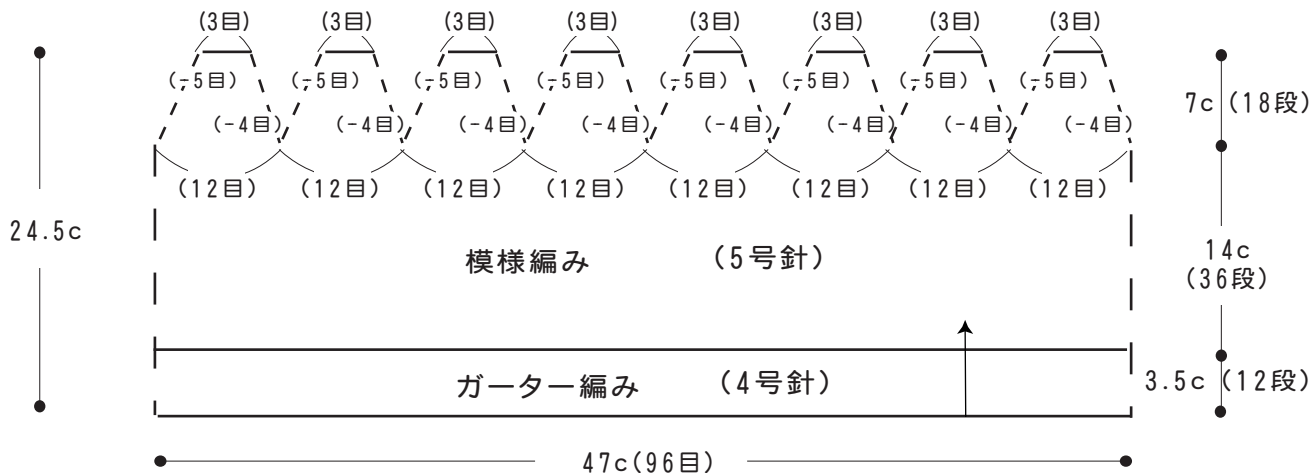 (3目) (3目) (3目) (3目) (3目) (3目) (3目) (3目)
(-5目) (-5目) (-5目) (-5目) (-5目) (-5目) (-5目) (-5目)
7c (18段)
(-4目) (-4目) (-4目) (-4目) (-4目) (-4目) (-4目) (-4目)
(12目) (12目) (12目) (12目) (12目) (12目) (12目) (12目)
24.5c
模様編み (5号針)
14c
(36段)
ガーター編み (4号針)
3.5c (12段)
47c(96目)